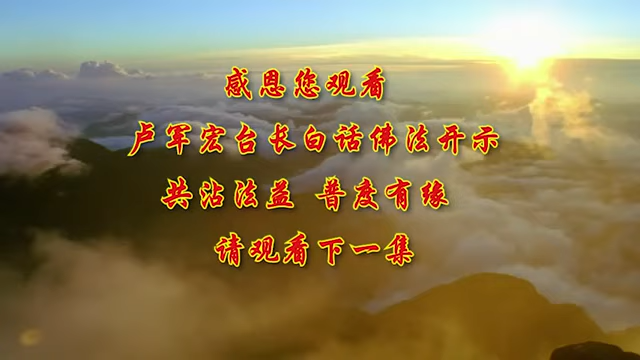 感恩您观看
卢军宏台长白话佛法开示
共沾法益 普度有缘
请观看下一集